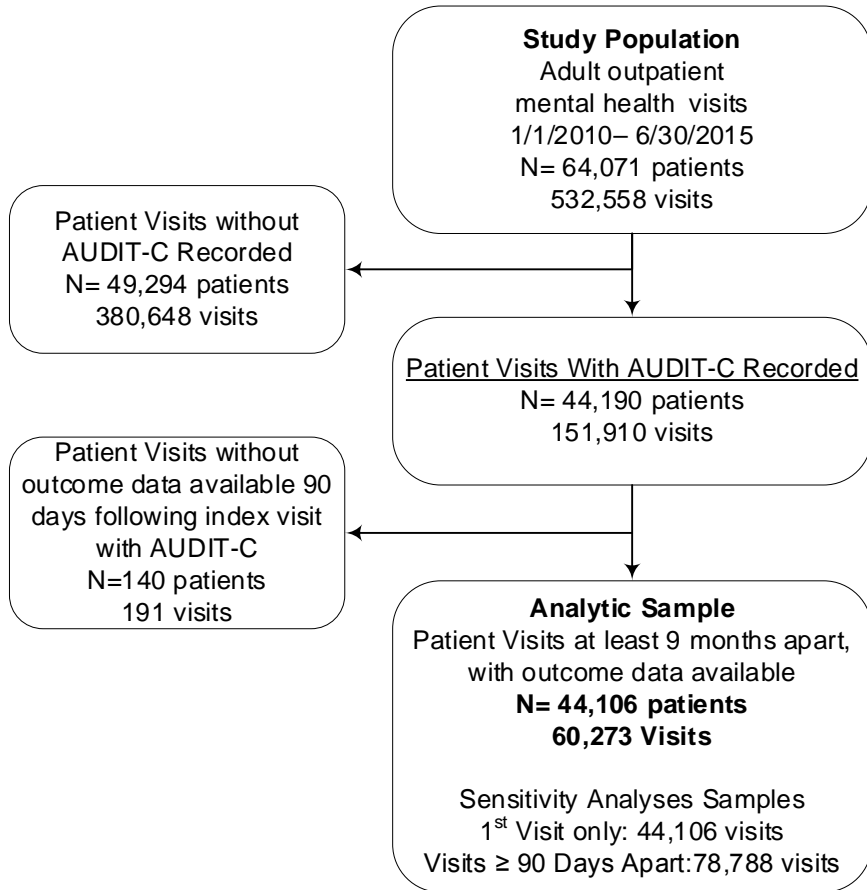 Study Population
Adult outpatient
mental health visits
1/1/2010– 6/30/2015
N= 64,071 patients
532,558 visits
Patient Visits without
AUDIT-C Recorded
N= 49,294 patients
380,648 visits
Patient Visits With AUDIT-C Recorded
N= 44,190 patients
151,910 visits
Patient Visits without
outcome data available 90
days following index visit
with AUDIT-C
N=140 patients
191 visits
Analytic Sample
Patient Visits at least 9 months apart,
with outcome data available
N= 44,106 patients
60,273 Visits
Sensitivity Analyses Samples
1st Visit only: 44,106 visits
Visits ≥ 90 Days Apart:78,788 visits